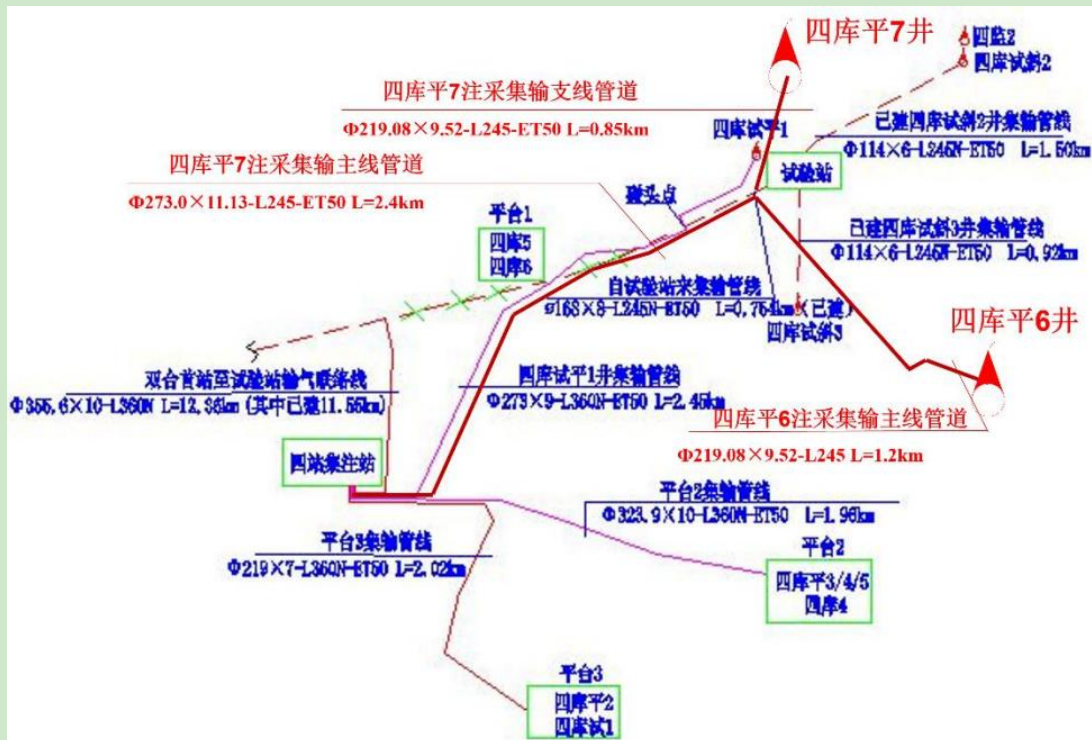 四库平7井
四监2
四库试斜2
四库平7注采集输支线管道
Φ219.08×9.52-L245-ET50 L=0.85km
四库试平1
已建四库试斜2井集输管线
Φ114×6-L245N-ET50 L=1.50km
试验站
四库平7注采集输主线管道
Φ273.0×11.13-L245-ET50 L=2.4km
碰头点
平台1
四库5
四库6
已建四库试斜3井集输管线
Φ114×6-L245N-ET50 L=0.92km
自试验站来集输管线
ø168×8-L245N-ET50 L=0.764km(已建)
四库试斜3
四库平6井
双合首站至试验站输气联络线
Φ355.6×10-L360N L=12.36km(其中已建11.55km)
四库试平1井集输管线
Φ273×9-L360N-ET50 L=2.45km
四库平6注采集输主线管道
Φ219.08×9.52-L245 L=1.2km
四站集注站
平台2集输管线
Φ323.9×10-L360N-ET50 L=1.96km
平台3集输管线
Φ219×7-L360N-ET50 L=2.02km
平台2
四库平3/4/5
四库4
平台3
四库平2
四库试1